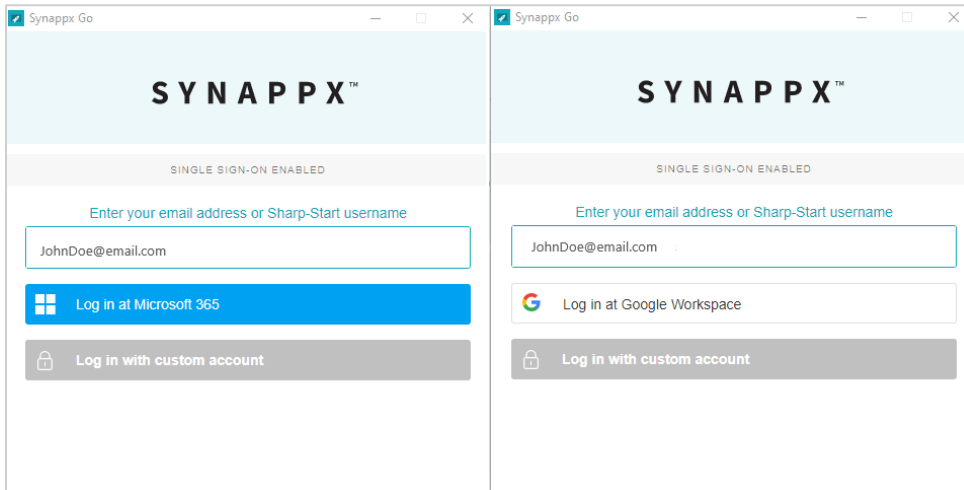 Synappx Go
SYNAPPX™
SINGLE SIGN-ON ENABLED
Enter your email address or Sharp-Start username
JohnDoe@email.com
Log in at Microsoft 365
Log in with custom account
Synappx Go
SYNAPPX™
SINGLE SIGN-ON ENABLED
Enter your email address or Sharp-Start username
JohnDoe@email.com
Log in at Google Workspace
Log in with custom account